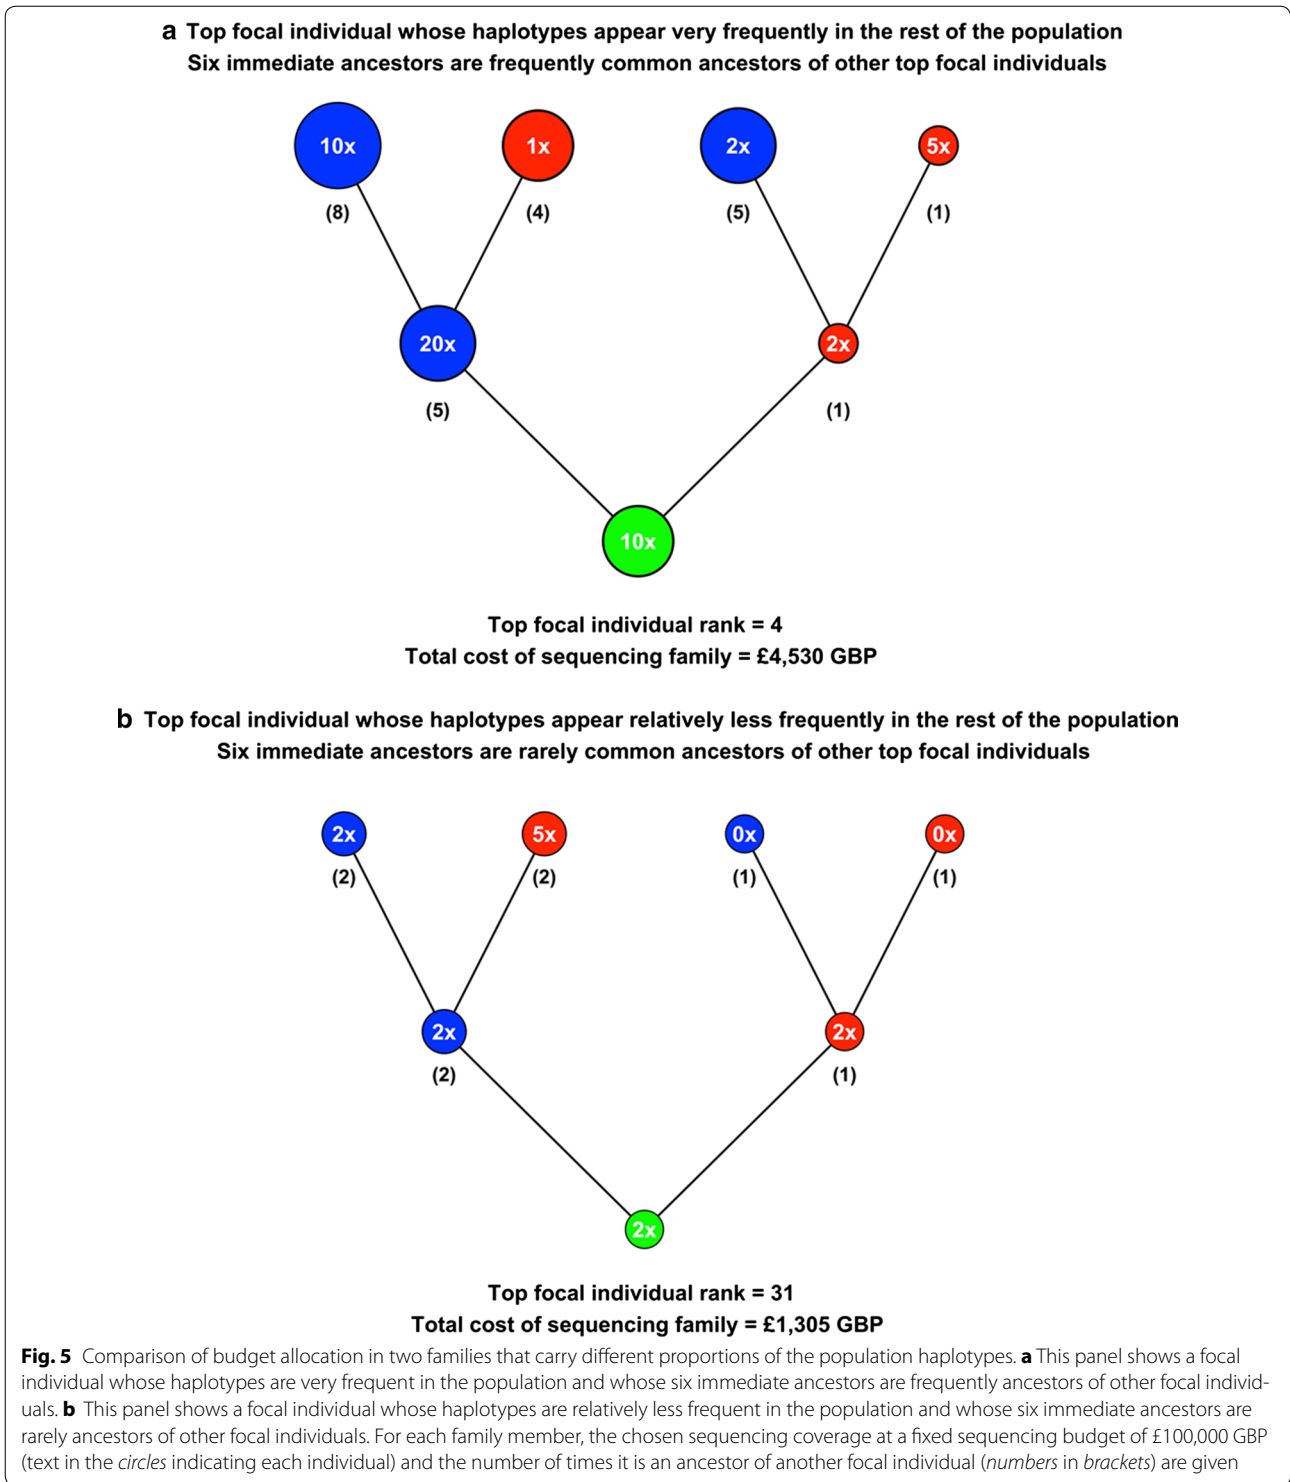 a Top focal individual whose haplotypes appear very frequently in the rest of the population
Six immediate ancestors are frequently common ancestors of other top focal individuals
10x 1x 2x 5x
(8) (4) (5) (1)
20x 2x
(5) (1)
10x
Top focal individual rank = 4
Total cost of sequencing family = £4,530 GBP
b Top focal individual whose haplotypes appear relatively less frequently in the rest of the population
Six immediate ancestors are rarely common ancestors of other top focal individuals
2x 5x 0x 0x
(2) (2) (1) (1)
2x 2x
(2) (1)
2x
Top focal individual rank = 31
Total cost of sequencing family = £1,305 GBP
Fig. 5 Comparison of budget allocation in two families that carry different proportions of the population haplotypes. a This panel shows a focal
individual whose haplotypes are very frequent in the population and whose six immediate ancestors are frequently ancestors of other focal individ-
uals. b This panel shows a focal individual whose haplotypes are relatively less frequent in the population and whose six immediate ancestors are
rarely ancestors of other focal individuals. For each family member, the chosen sequencing coverage at a fixed sequencing budget of £100,000 GBP
(text in the circles indicating each individual) and the number of times it is an ancestor of another focal individual (numbers in brackets) are given